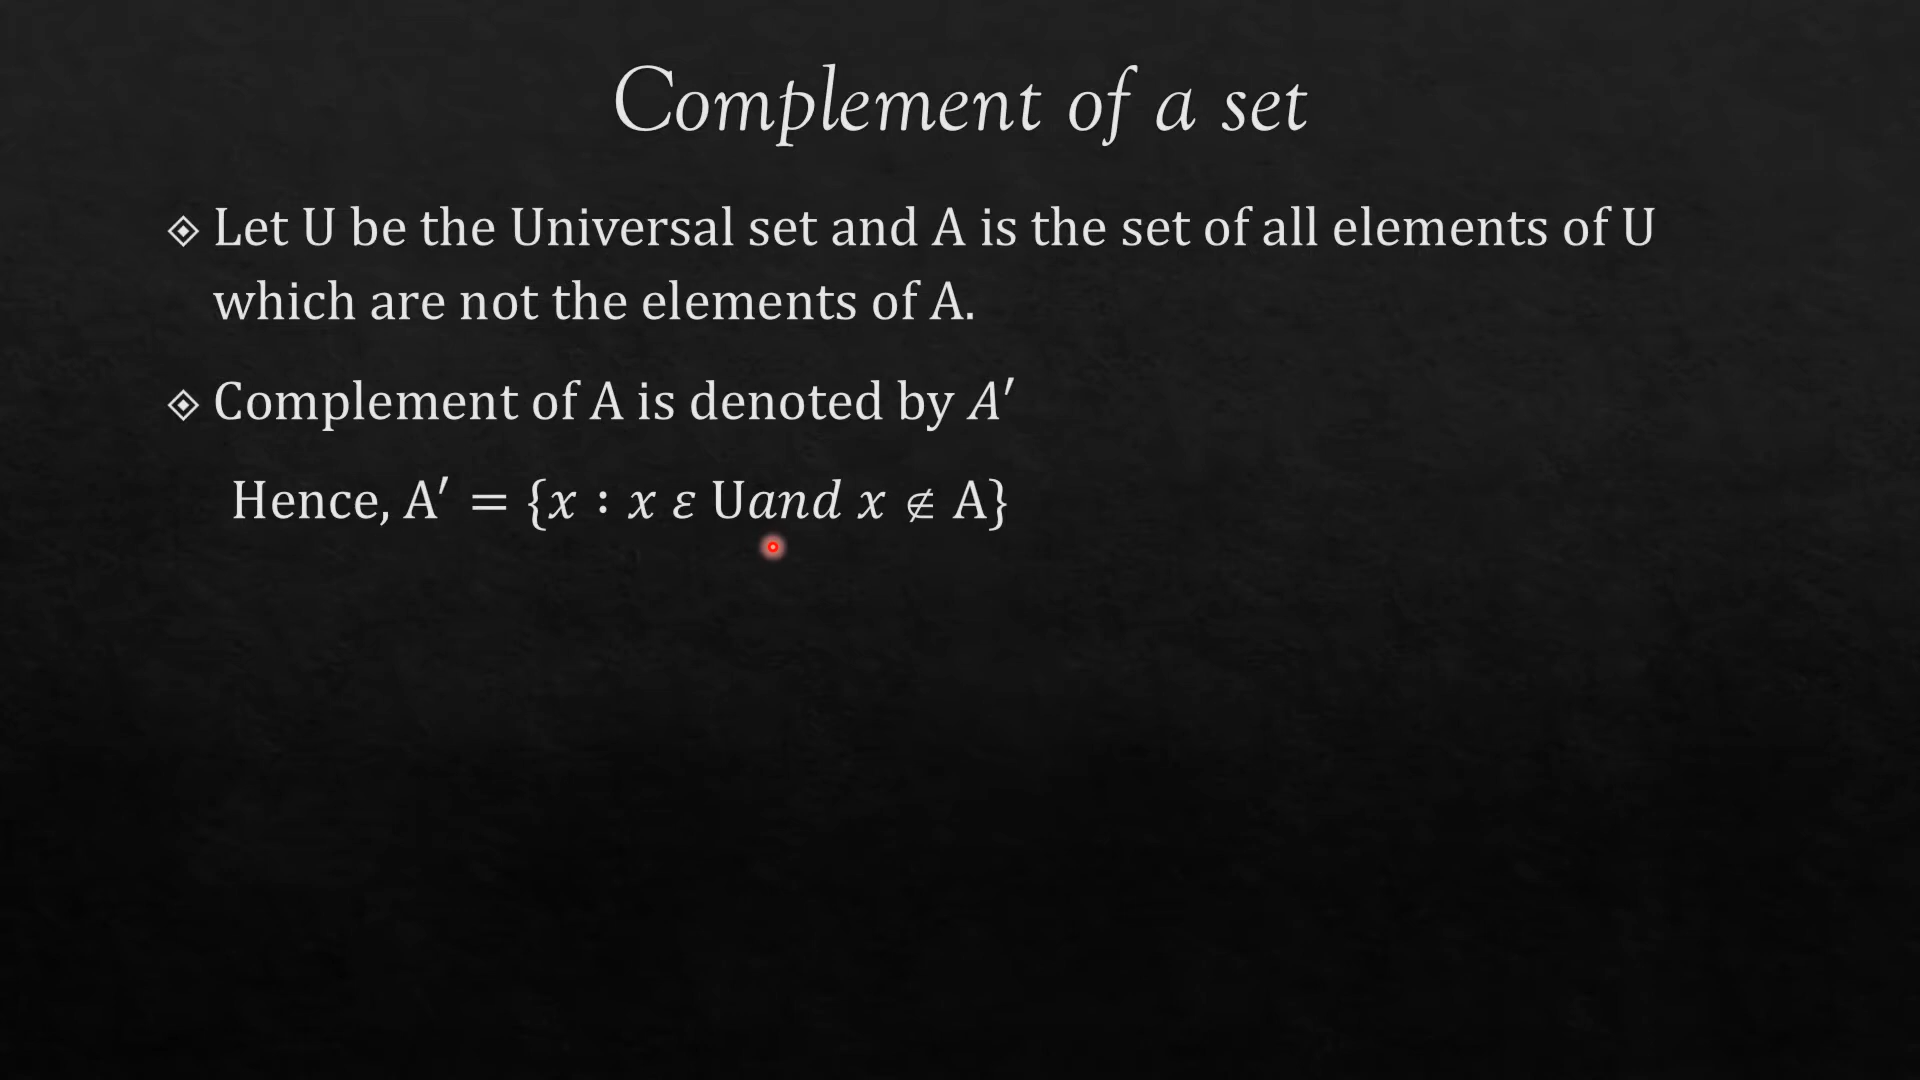 Complement of a set
Let U be the Universal set and A is the set of all elements of U
which are not the elements of A.
Complement of A is denoted by A′
Hence, A′ = {x : x ε Uand x ∉ A}